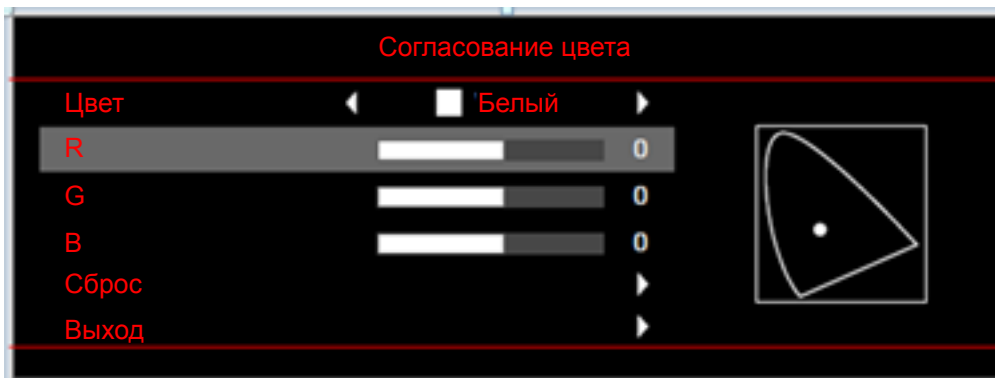 Согласование цвета
Цвет 'Белый
R 0
G 0
B 0
Сброс
Выход